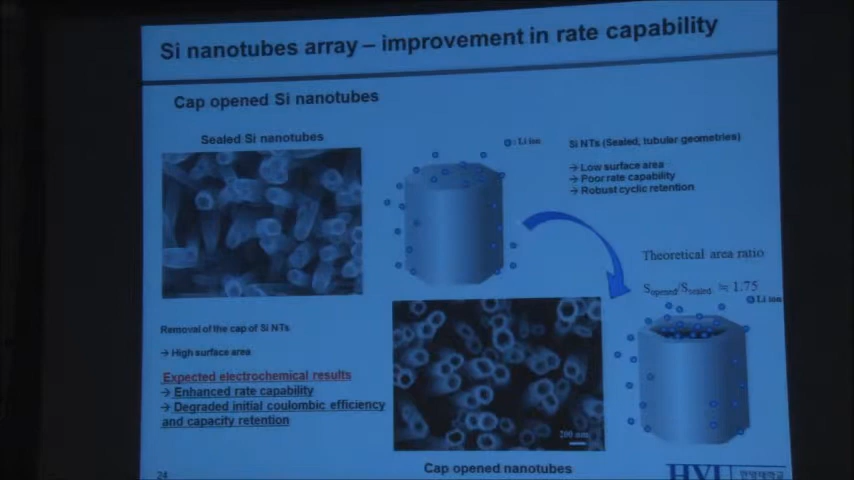 Si nanotubes array – improvement in rate capability
Cap opened Si nanotubes
Sealed Si nanotubes
: Li ion
Si NTs (Sealed, tubular geometries)
→ Low surface area
→ Poor rate capability
→ Robust cyclic retention
Theoretical area ratio
Sopened/Ssealed ≒ 1.75
Li ion
Removal of the cap of Si NTs
→ High surface area
Expected electrochemical results
→ Enhanced rate capability
→ Degraded initial coulombic efficiency
and capacity retention
200 nm
Cap opened nanotubes
24